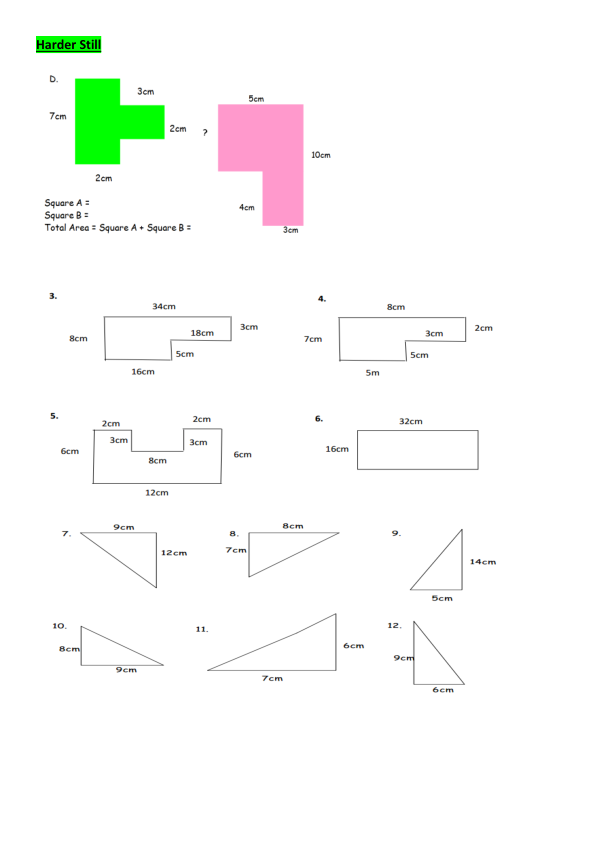 Harder Still
D.
3cm
7cm
2cm
2cm
5cm
?
10cm
4cm
3cm
Square A =
Square B =
Total Area = Square A + Square B =
3.
34cm
3cm
8cm
18cm
5cm
16cm
4.
8cm
2cm
7cm
3cm
5cm
5m
5.
2cm
2cm
3cm
3cm
6cm
8cm
6cm
12cm
6.
32cm
16cm
7.
9cm
12cm
8.
8cm
7cm
9.
14cm
5cm
10.
8cm
9cm
11.
6cm
7cm
12.
9cm
6cm